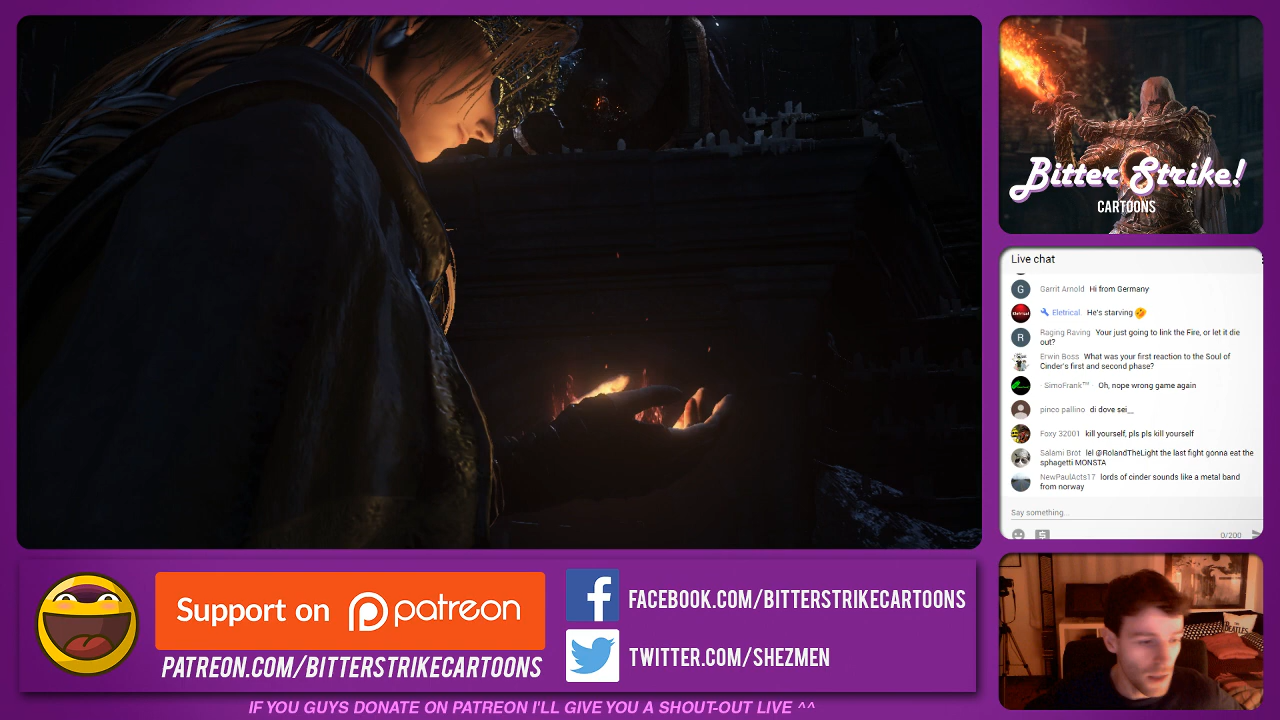 Bitter Strike!
CARTOONS
Live chat
G Garrit Arnold Hi from Germany
Eletrical He's starving
R Raging Raving Your just going to link the Fire, or let it die
out?
Erwin Boss What was your first reaction to the Soul of
Cinder's first and second phase?
SimoFrank™ Oh, nope wrong game again
pinco pallino di dove sei__
Foxy 32001 kill yourself, pls pls kill yourself
Salami Brot lel @RolandTheLight the last fight gonna eat the
sphagetti MONSTA
NewPaulActs17 lords of cinder sounds like a metal band
from norway
Say something...
0/200
Support on patreon
PATREON.COM/BITTERSTRIKECARTOONS
FACEBOOK.COM/BITTERSTRIKECARTOONS
TWITTER.COM/SHEZMEN
IF YOU GUYS DONATE ON PATREON I'LL GIVE YOU A SHOUT-OUT LIVE ^^